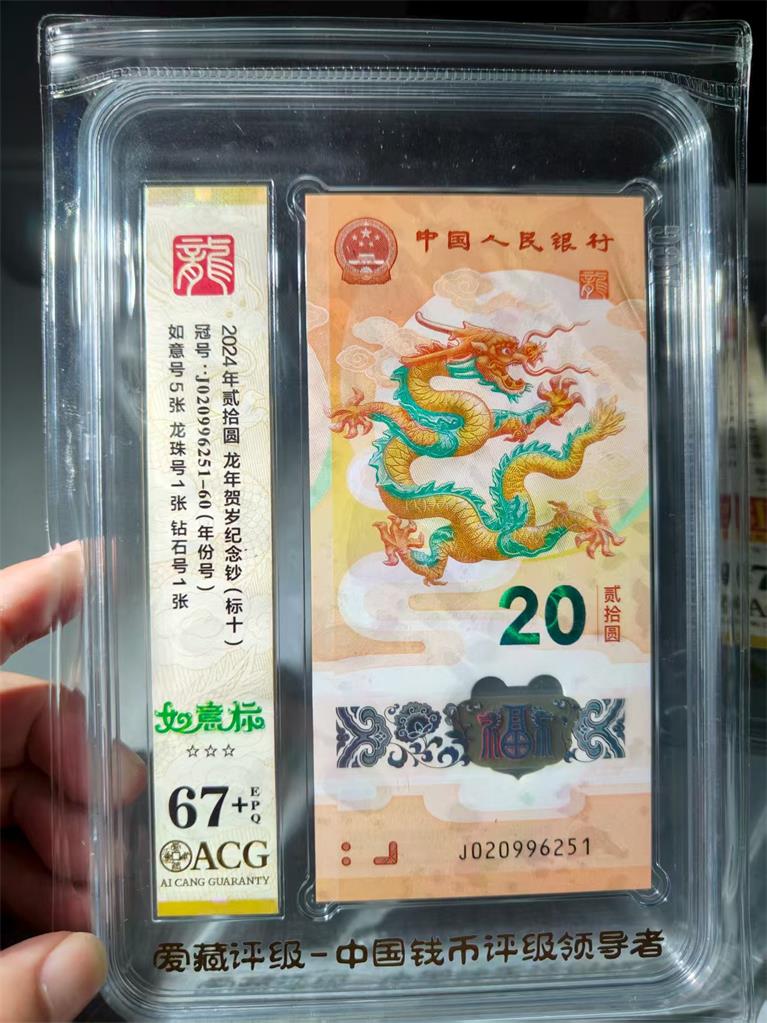 龍
2024年贰拾圆 龙年贺岁纪念钞(标十)
冠号:J020996251-60(年份号)
如意号5张 龙珠号1张 钻石号1张
如意标
☆☆☆
67+EPQ
ACG
AI CANG GUARANTY
中国人民银行
龍
20
贰拾圆
福
J020996251
爱藏评级-中国钱币评级领导者